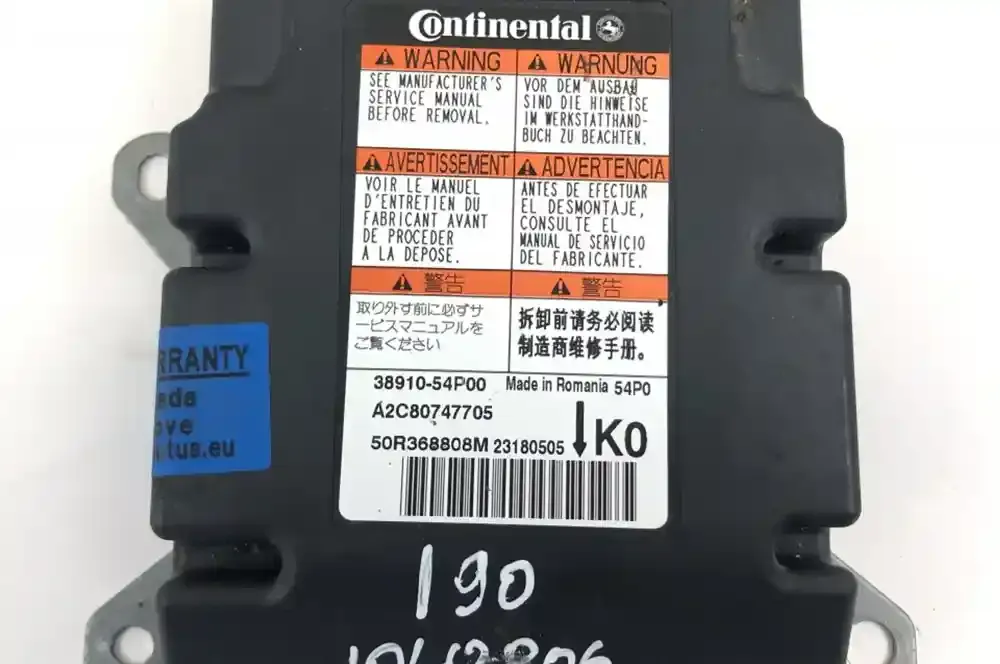 Continental
WARNING
SEE MANUFACTURER'S
SERVICE MANUAL
BEFORE REMOVAL.
WARNUNG
VOR DEM AUSBAU
SIND DIE HINWEISE
IM WERKSTATTHAND-
BUCH ZU BEACHTEN.
AVERTISSEMENT
VOIR LE MANUEL
D'ENTRETIEN DU
FABRICANT AVANT
DE PROCEDER
A LA DEPOSE.
ADVERTENCIA
ANTES DE EFECTUAR
EL DESMONTAJE,
CONSULTE EL
MANUAL DE SERVICIO
DEL FABRICANTE.
警告
取り外す前に必ずサ
ービスマニュアルを
ご覧ください
警告
拆卸前请务必阅读
制造商维修手册。
38910-54P00 Made in Romania 54P0
A2C80747705
50R368808M 23180505 K0
RRANTY
tus.eu
190